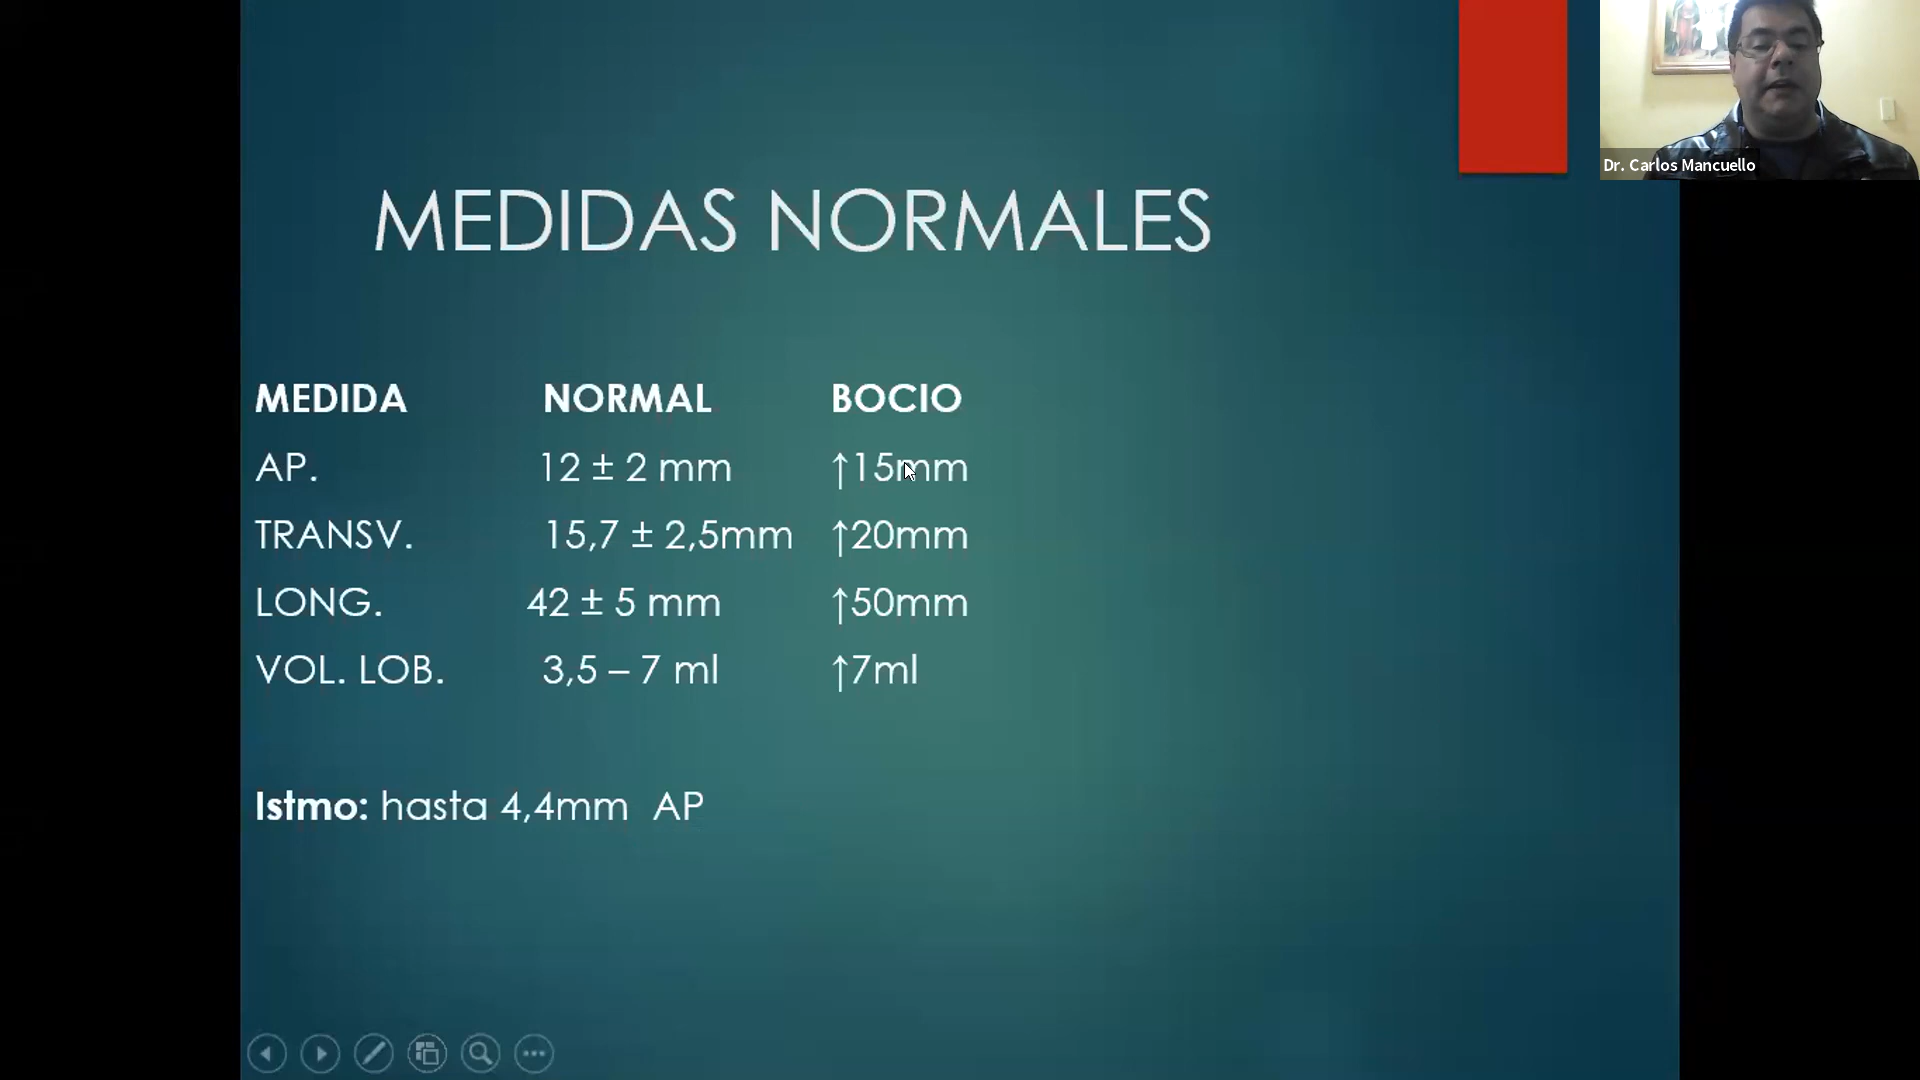 Dr. Carlos Mancuello
MEDIDAS NORMALES
MEDIDA NORMAL BOCIO
AP. 12 ± 2 mm ↑15mm
TRANSV. 15,7 ± 2,5mm ↑20mm
LONG. 42 ± 5 mm ↑50mm
VOL. LOB. 3,5 – 7 ml ↑7ml
Istmo: hasta 4,4mm AP